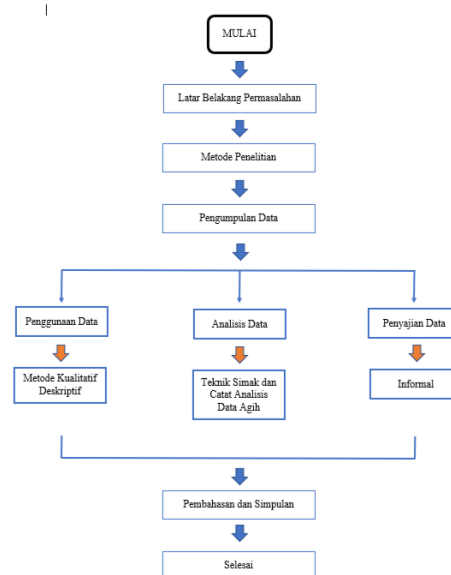 MULAI
Latar Belakang Permasalahan
Metode Penelitian
Pengumpulan Data
Penggunaan Data
Analisis Data
Penyajian Data
Metode Kualitatif
Deskriptif
Teknik Simak dan
Catat Analisis
Data Agih
Informal
Pembahasan dan Simpulan
Selesai